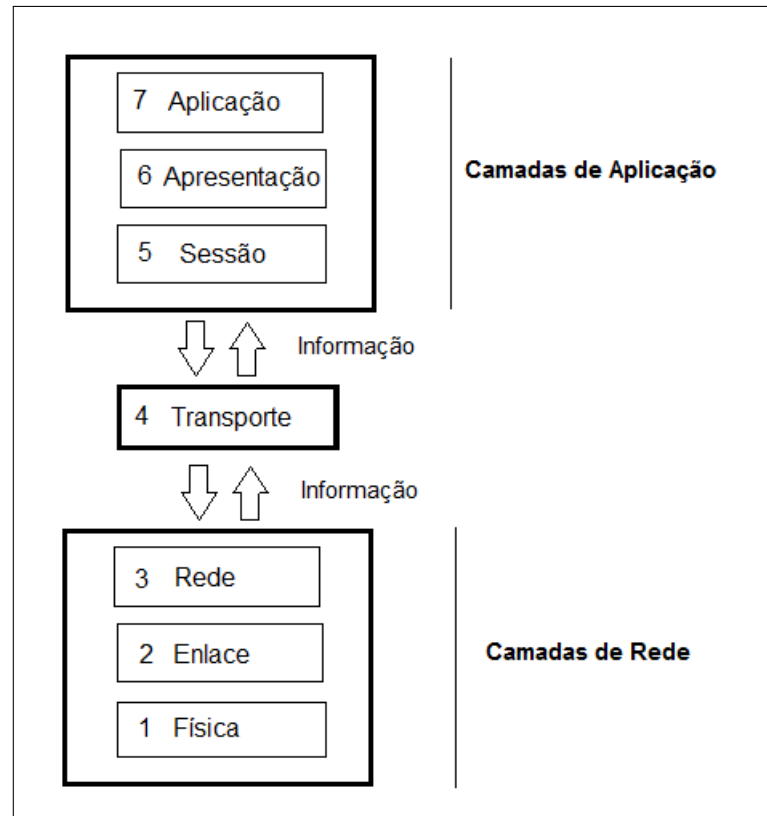 7 Aplicação
6 Apresentação
5 Sessão
Camadas de Aplicação
Informação
4 Transporte
Informação
3 Rede
2 Enlace
1 Física
Camadas de Rede